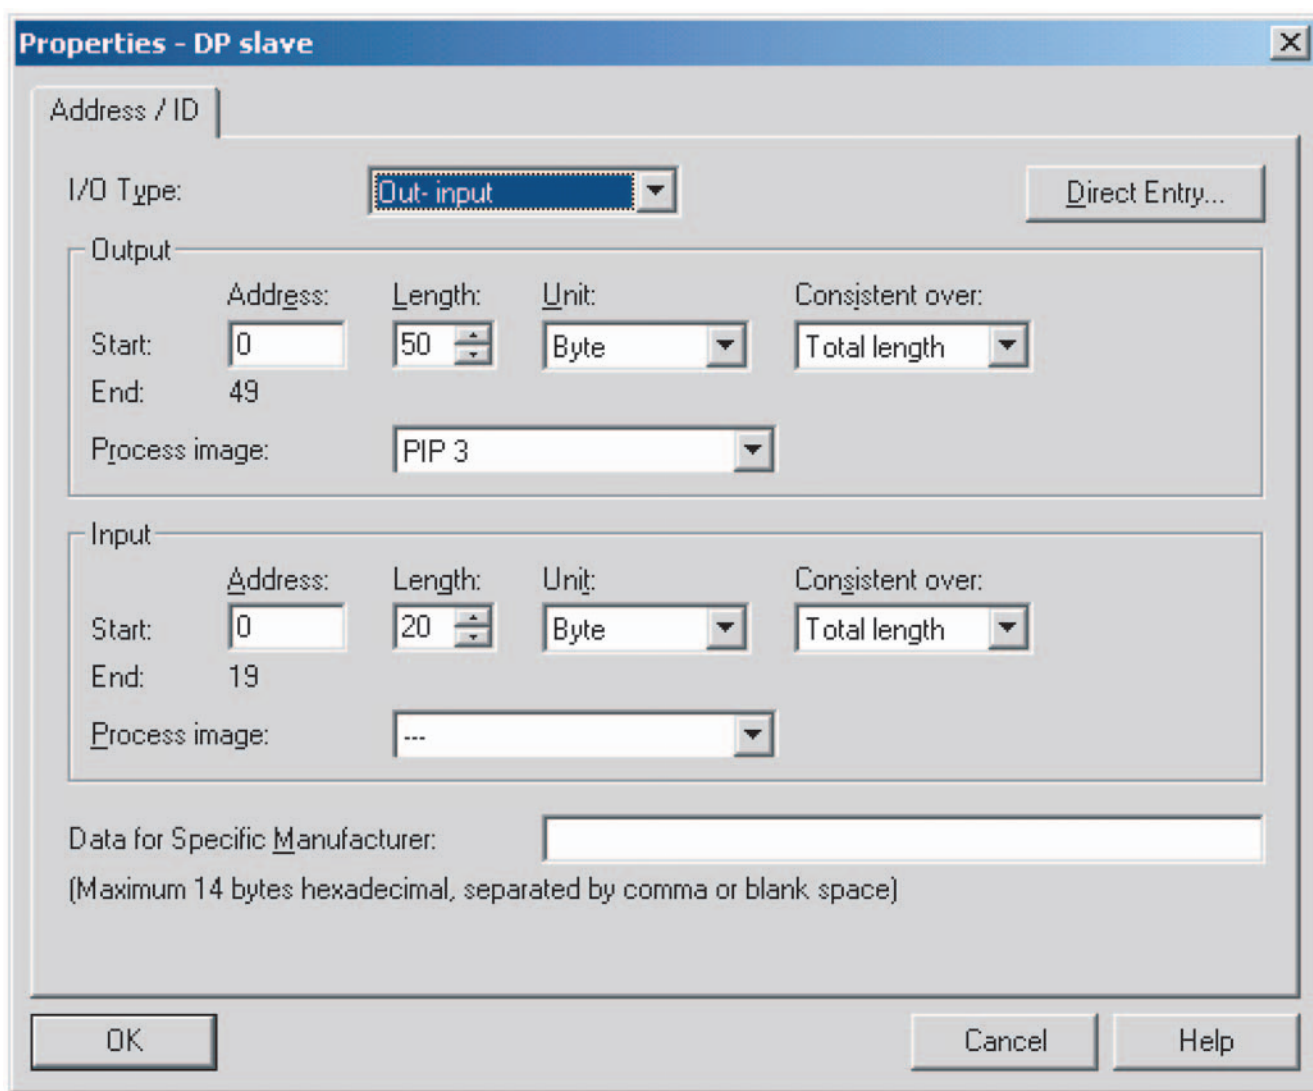 Properties - DP slave
Address / ID
I/O Type: Out- input Direct Entry...
Output
Address: Length: Unit: Consistent over:
Start: 0 50 Byte Total length
End: 49
Process image: PIP 3
Input
Address: Length: Unit: Consistent over:
Start: 0 20 Byte Total length
End: 19
Process image: ---
Data for Specific Manufacturer:
(Maximum 14 bytes hexadecimal, separated by comma or blank space)
OK Cancel Help